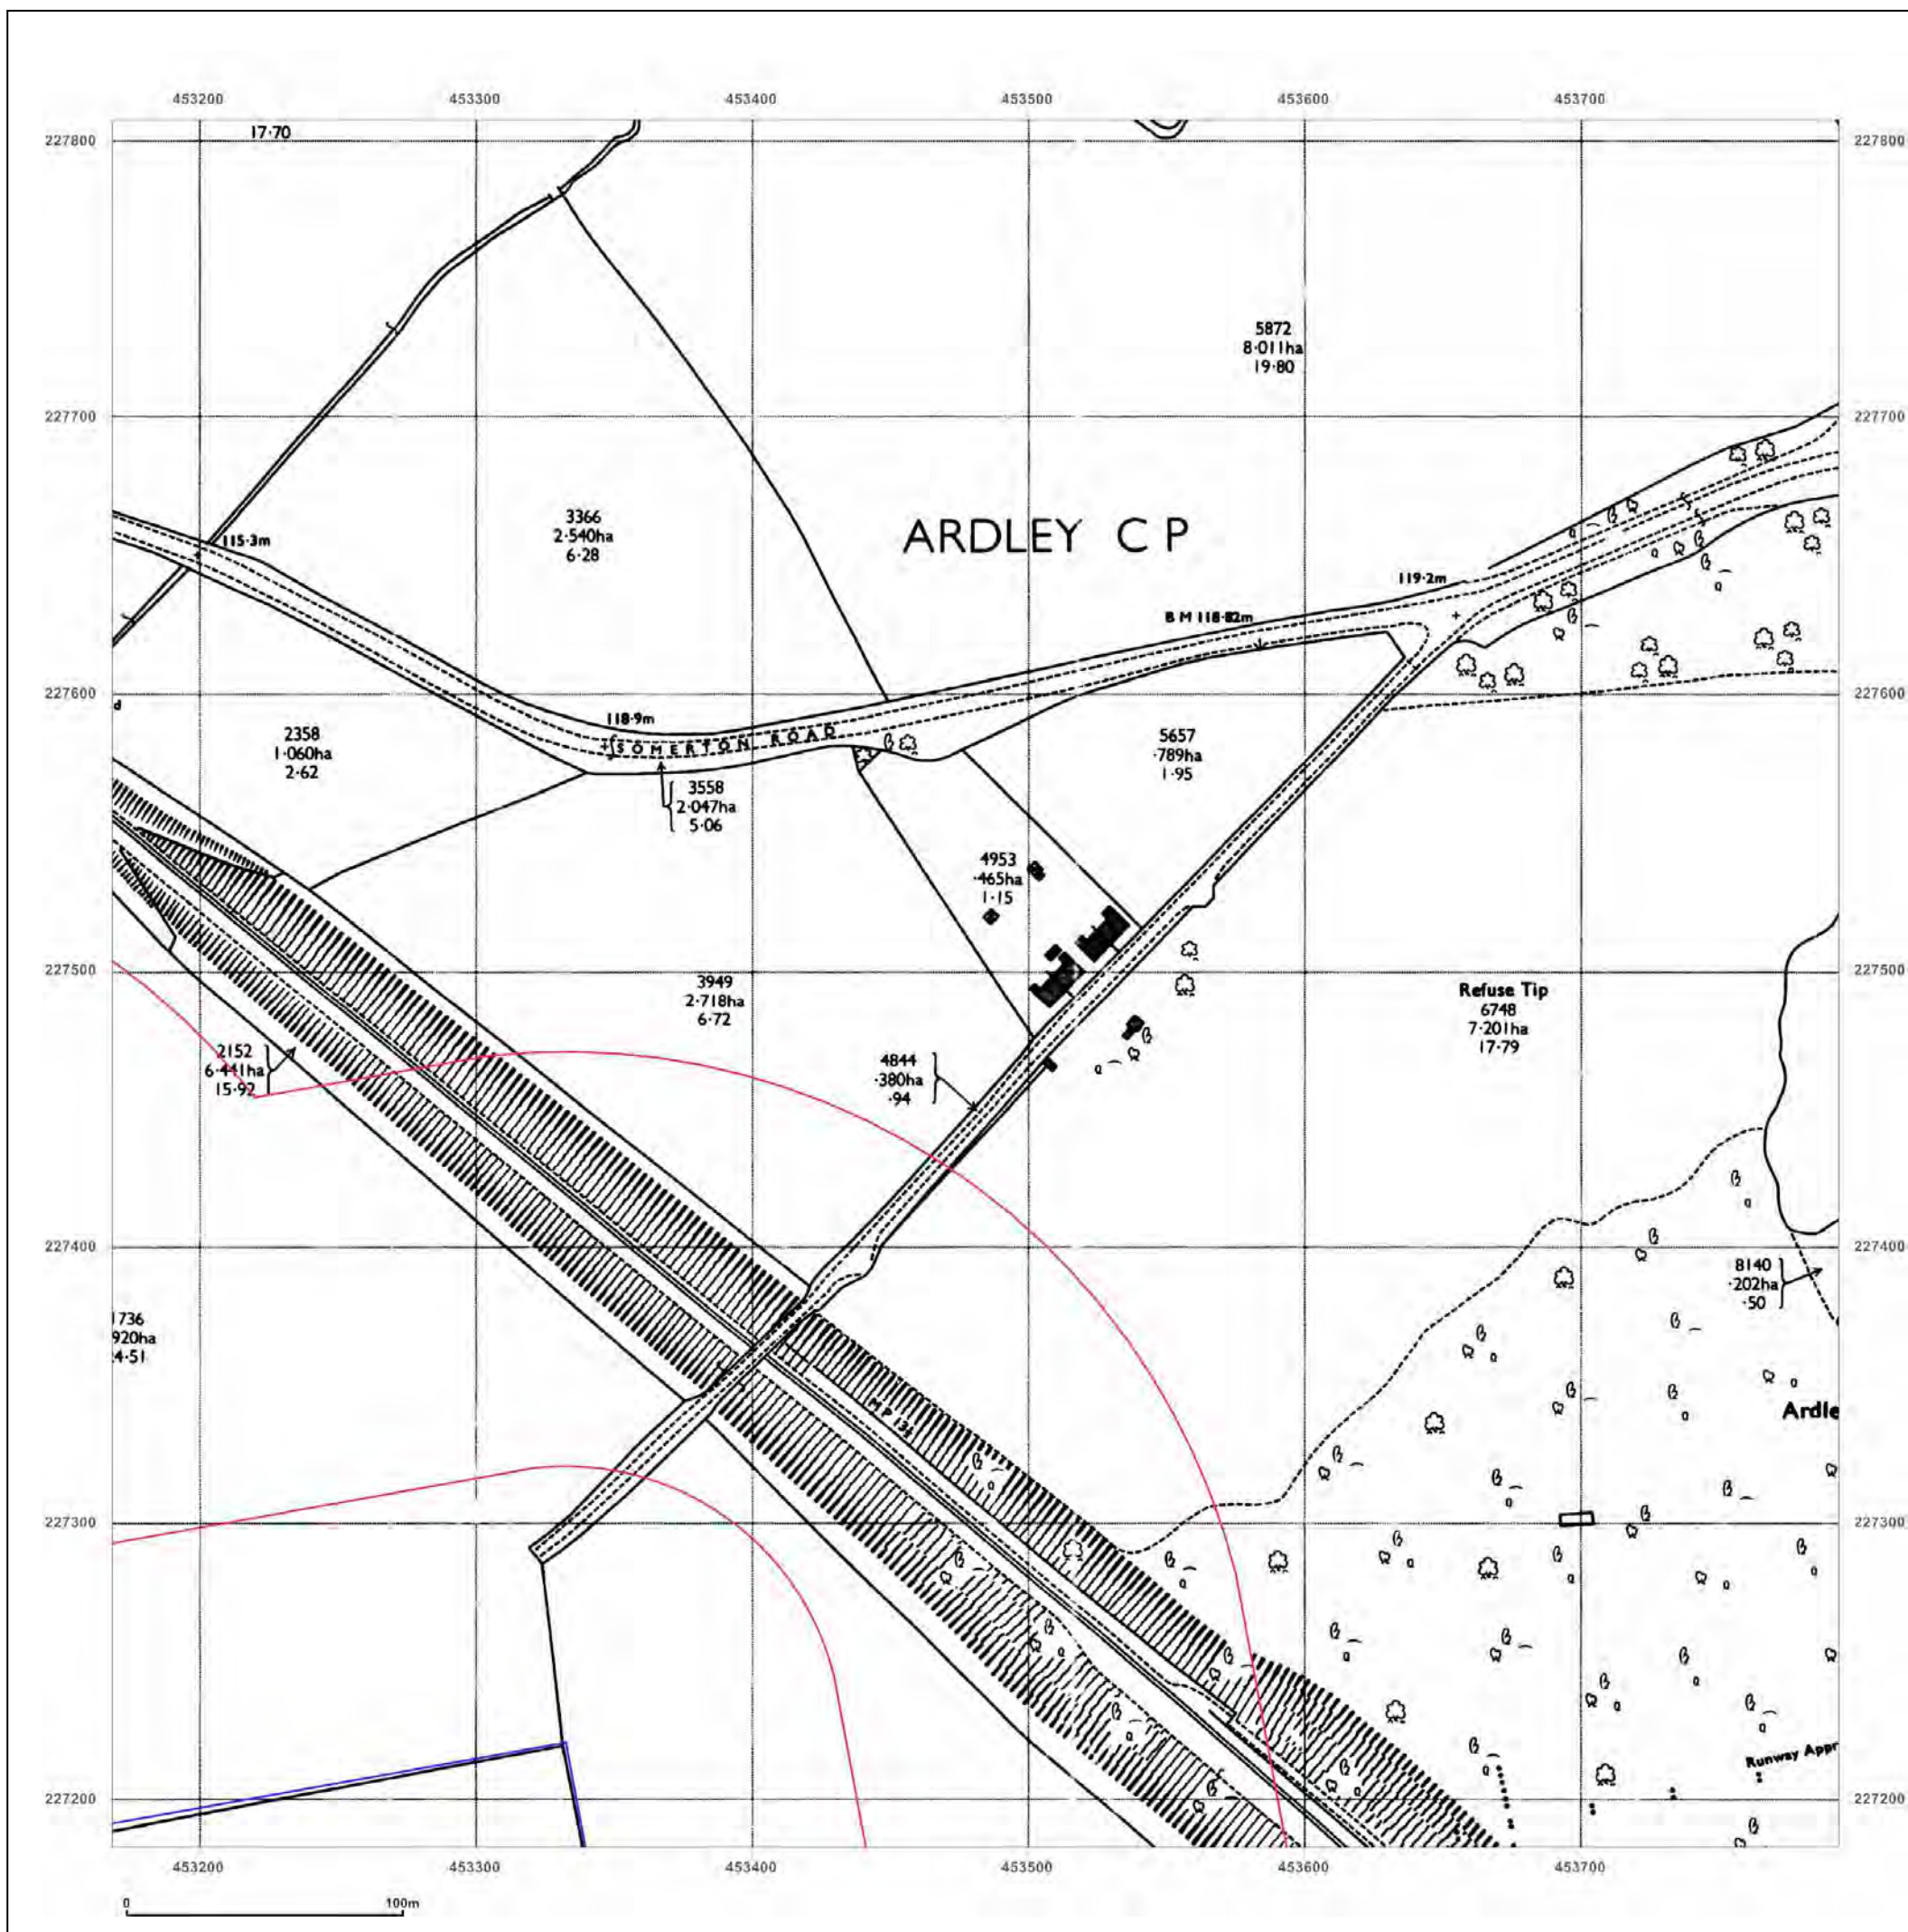 453200 453300 453400 453500 453600 453700
227800 227800
17·70
5872
8·011ha
19·80
227700 227700
3366
2·540ha
6·28
ARDLEY C P
115·3m
119·2m
B M 118·82m
227600 227600
d
118·9m
SOMERTON ROAD
2358
1·060ha
2·62
5657
·789ha
1·95
3558
2·047ha
5·06
4953
·465ha
1·15
227500 227500
3949
2·718ha
6·72
Refuse Tip
6748
7·201ha
17·79
2152
6·441ha
15·92
4844
·380ha
·94
227400 227400
8140
·202ha
·50
1736
920ha
4·51
M P
Ardle
227300 227300
Runway Appr
227200 227200
453200 453300 453400 453500 453600 453700
0 100m